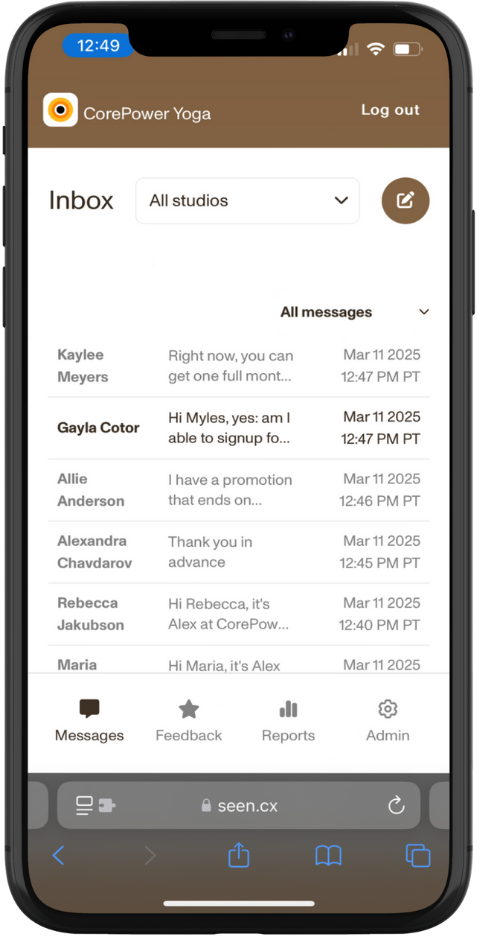 12:49
CorePower Yoga
Log out
Inbox
All studios
All messages
Kaylee Meyers
Right now, you can
get one full mont...
Mar 11 2025
12:47 PM PT
Gayla Cotor
Hi Myles, yes: am I
able to signup fo...
Mar 11 2025
12:47 PM PT
Allie Anderson
I have a promotion
that ends on...
Mar 11 2025
12:46 PM PT
Alexandra Chavdarov
Thank you in
advance
Mar 11 2025
12:45 PM PT
Rebecca Jakubson
Hi Rebecca, it's
Alex at CorePow...
Mar 11 2025
12:40 PM PT
Maria
Hi Maria, it's Alex
Mar 11 2025
Messages
Feedback
Reports
Admin
seen.cx